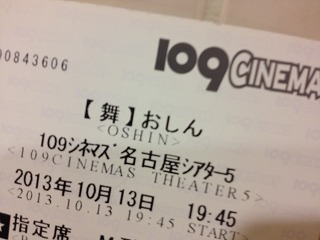 00843606
109CINEMA
【舞】おしん
<OSHIN>
109シネマズ名古屋シアター5
<109CINEMAS THEATER5>
2013年10月13日 19:45
<2013.10.13 19:45 START>
指定席